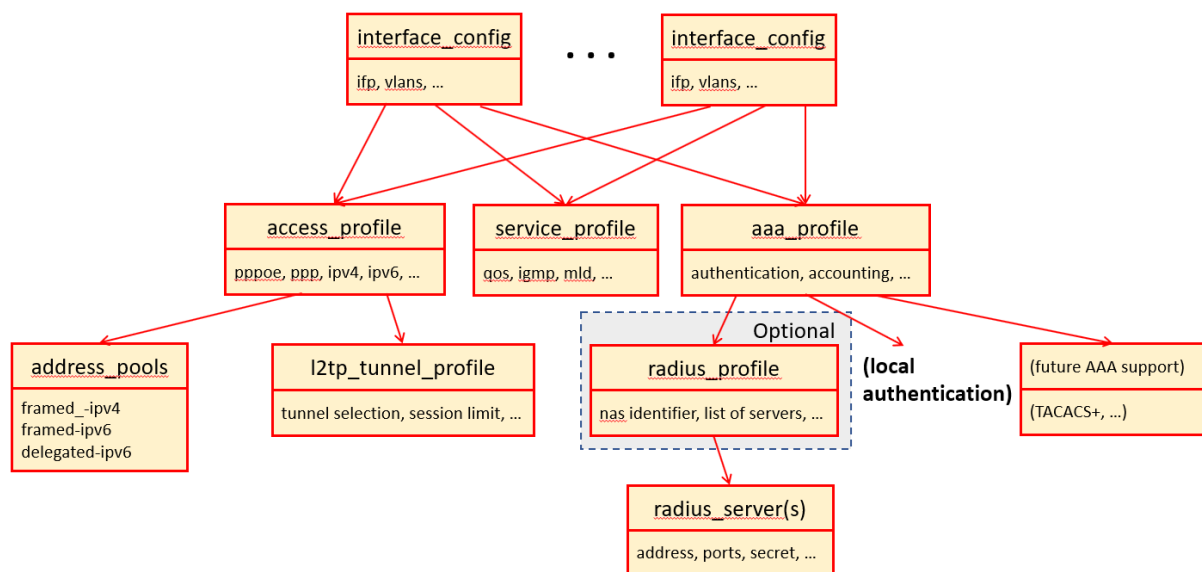 interface_config
ifp, vlans, ...
. . .
interface_config
ifp, vlans, ...
access_profile
pppoe, ppp, ipv4, ipv6, ...
service_profile
qos, igmp, mld, ...
aaa_profile
authentication, accounting, ...
address_pools
framed_-ipv4
framed-ipv6
delegated-ipv6
l2tp_tunnel_profile
tunnel selection, session limit, ...
Optional
radius_profile
nas identifier, list of servers, ...
(local
authentication)
(future AAA support)
(TACACS+, ...)
radius_server(s)
address, ports, secret, ...